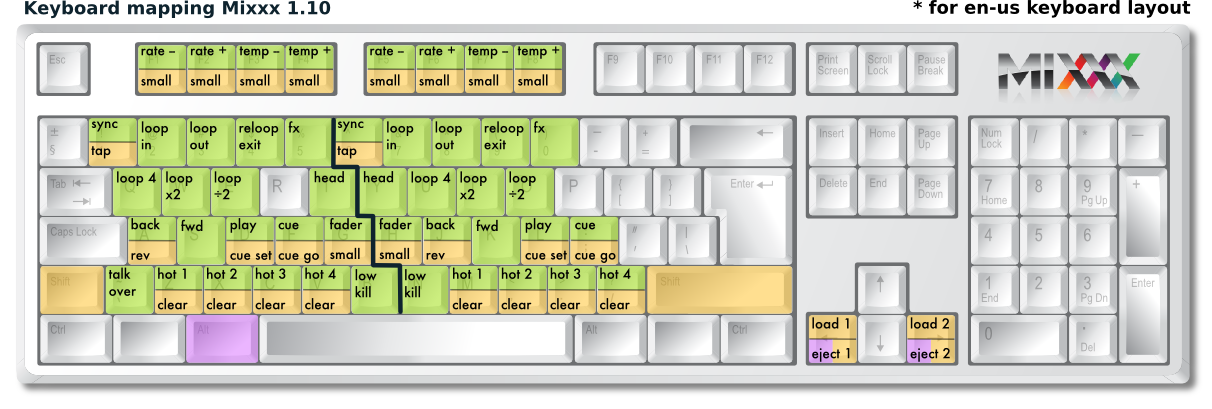 Keyboard mapping Mixxx 1.10
* for en-us keyboard layout
Esc
rate – rate + temp – temp +
small small small small
rate – rate + temp – temp +
small small small small
F9 F10 F11 F12
Print Screen
Scroll Lock
Pause Break
MIXXX
± §
sync tap
loop in
loop out
reloop exit
fx
sync tap
loop in
loop out
reloop exit
fx
– -
+ =
←
Insert Home Page Up
Num Lock / * —
Tab
loop 4
loop x2
loop ÷2
R
head
head
loop 4
loop x2
loop ÷2
P
{ [
} ]
Enter
Delete End Page Down
7 Home
8
9 Pg Up
+
Caps Lock
back rev
fwd
play cue set
cue cue go
fader small
fader small
back rev
fwd
play cue set
cue cue go
# '
| \
4 5 6
Shift
talk over
hot 1 clear
hot 2 clear
hot 3 clear
hot 4 clear
low kill
low kill
hot 1 clear
hot 2 clear
hot 3 clear
hot 4 clear
Shift
↑
1 End
2
3 Pg Dn
Enter
Ctrl
Alt
Alt
Ctrl
load 1 eject 1
↓
load 2 eject 2
0
* Del